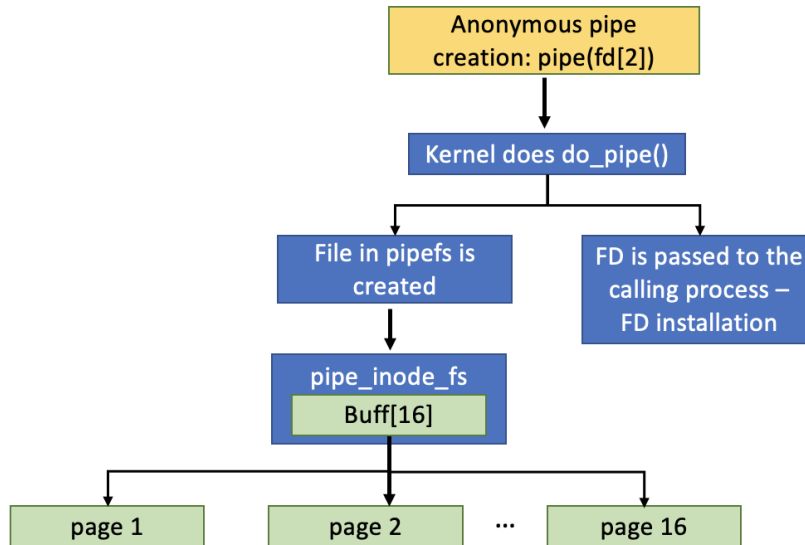 Anonymous pipe
creation: pipe(fd[2])
Kernel does do_pipe()
File in pipefs is
created
FD is passed to the
calling process –
FD installation
pipe_inode_fs
Buff[16]
page 1
page 2
...
page 16